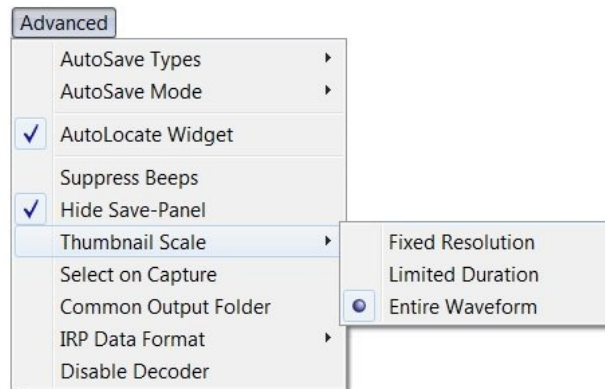 Advanced
AutoSave Types
AutoSave Mode
AutoLocate Widget
Suppress Beeps
Hide Save-Panel
Thumbnail Scale
Fixed Resolution
Select on Capture
Limited Duration
Common Output Folder
Entire Waveform
IRP Data Format
Disable Decoder